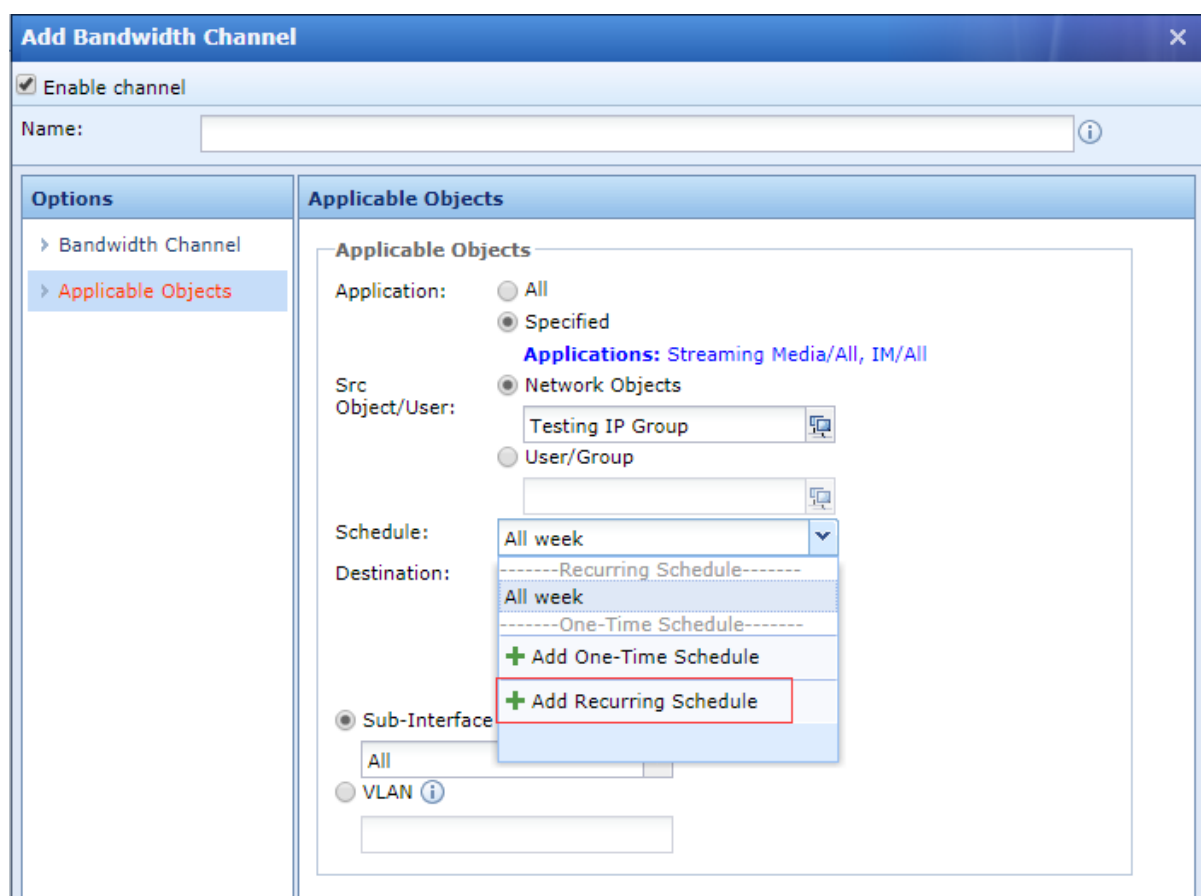 Add Bandwidth Channel
Enable channel
Name:
Options
Applicable Objects
Bandwidth Channel
Applicable Objects
Applicable Objects
Application:
All
Specified
Applications: Streaming Media/All, IM/All
Src
Object/User:
Network Objects
Testing IP Group
User/Group
Schedule:
All week
Destination:
-------Recurring Schedule-------
All week
-------One-Time Schedule-------
Add One-Time Schedule
Add Recurring Schedule
Sub-Interface
All
VLAN